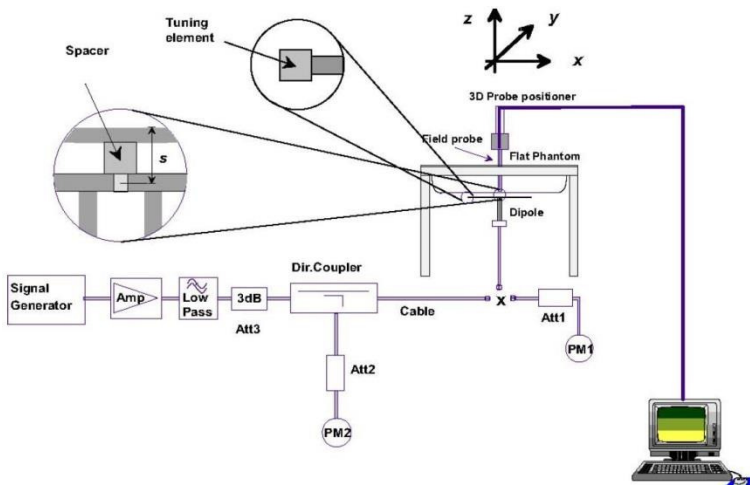 Tuning
element
Spacer
s
z
y
x
3D Probe positioner
Field probe
Flat Phantom
Dipole
Dir.Coupler
Signal
Generator
Amp
Low
Pass
3dB
Att3
Cable
x
Att1
PM1
Att2
PM2